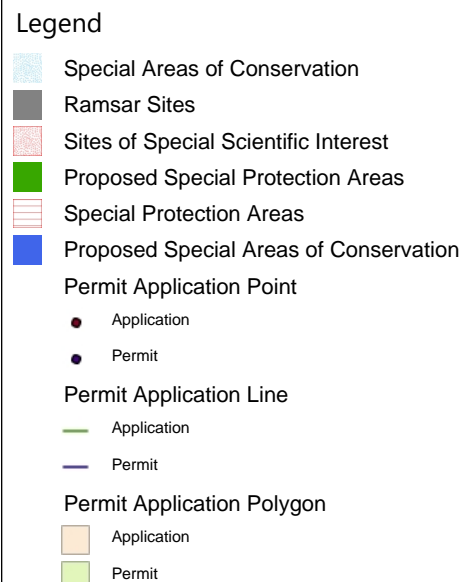 Legend
Special Areas of Conservation
Ramsar Sites
Sites of Special Scientific Interest
Proposed Special Protection Areas
Special Protection Areas
Proposed Special Areas of Conservation
Permit Application Point
Application
Permit
Permit Application Line
Application
Permit
Permit Application Polygon
Application
Permit